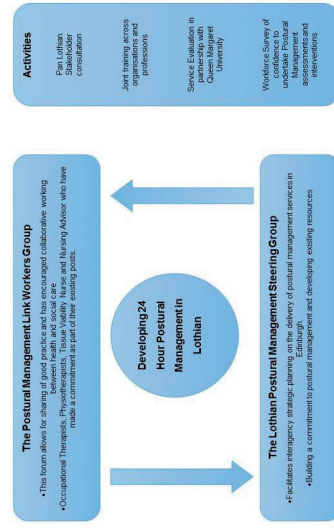 The Postural Management Link Workers Group
•This forum allows for sharing of good practice and has encouraged collaborative working
between health and social care
•Occupational Therapists, Physiotherapists, Tissue Viability Nurse and Nursing Advisor who have
made a commitment as part of their existing posts.
Developing 24
Hour Postural
Management in
Lothian
The Lothian Postural Management Steering Group
•Facilitates interagency strategic planning on the delivery of postural management services in
Edinburgh
•Building a commitment to postural management and developing existing resources
Activities
Pan Lothian
Stakeholder
consultation
Joint training across
organisations and
professions
Service Evaluation in
partnership with
Queen Margaret
University
Workforce Survey of
confidence to
undertake Postural
Management
assessments and
interventions